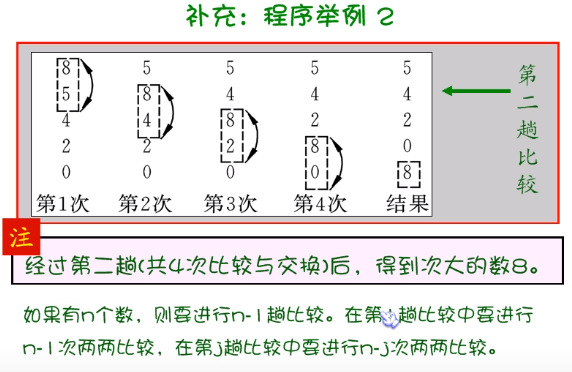 补充：程序举例 2
8 5 5 5 5
5 8 4 4 4
4 4 8 2 2
2 2 2 8 0
0 0 0 0 8
第1次 第2次 第3次 第4次 结果
第二趟比较
注
经过第二趟(共4次比较与交换)后，得到次大的数8。
如果有n个数，则要进行n-1趟比较。在第 趟比较中要进行
n-1次两两比较，在第j趟比较中要进行n-j次两两比较。